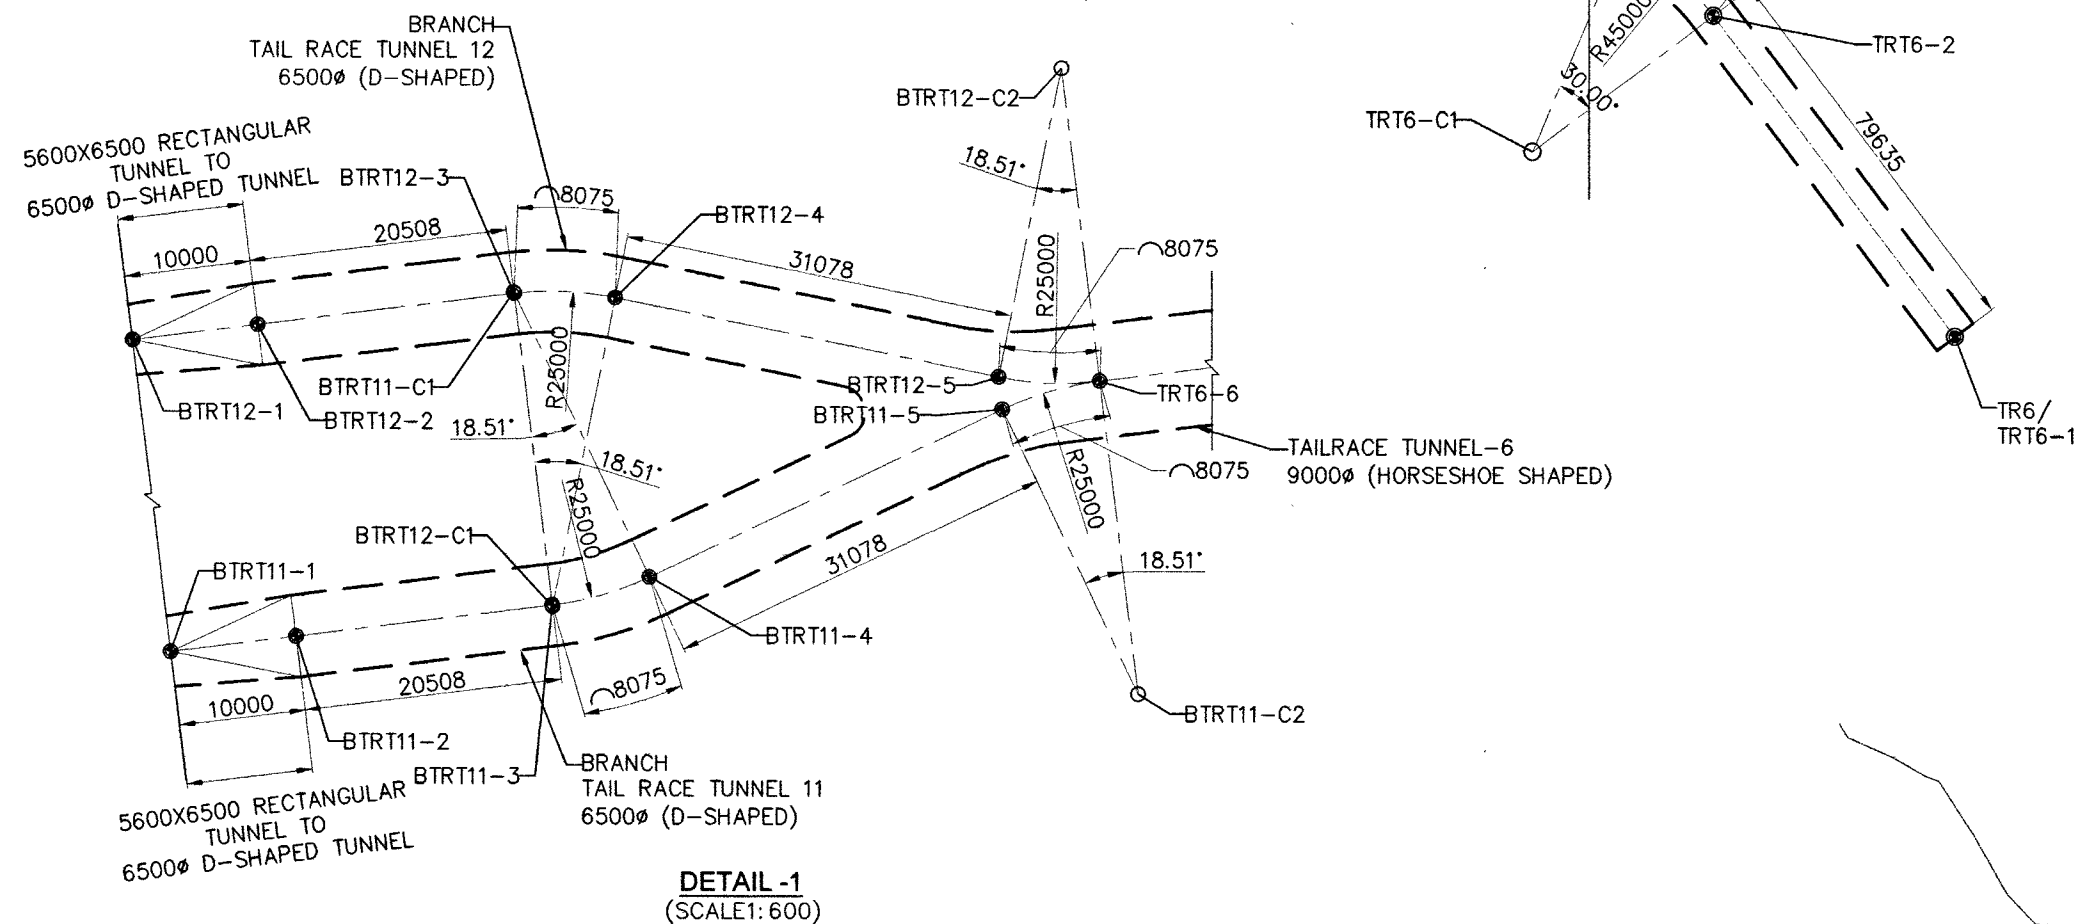 BRANCH
TAIL RACE TUNNEL 12
6500ø (D-SHAPED)
5600X6500 RECTANGULAR
TUNNEL TO
6500ø D-SHAPED TUNNEL
BTRT12-3
⌒8075
BTRT12-4
10000
20508
31078
BTRT12-C2
18.51°
R25000
⌒8075
BTRT12-1
BTRT12-2
BTRT11-C1
R25000
18.51°
18.51°
BTRT12-5
BTRT11-5
TRT6-6
TAILRACE TUNNEL-6
9000ø (HORSESHOE SHAPED)
⌒8075
R25000
R25000
BTRT12-C1
31078
18.51°
BTRT11-1
BTRT11-4
20508
10000
⌒8075
BTRT11-2
BTRT11-3
BTRT11-C2
5600X6500 RECTANGULAR
TUNNEL TO
6500ø D-SHAPED TUNNEL
BRANCH
TAIL RACE TUNNEL 11
6500ø (D-SHAPED)
DETAIL -1
(SCALE1:600)
R45000
30.00°
TRT6-2
TRT6-C1
79635
TR6/
TRT6-1